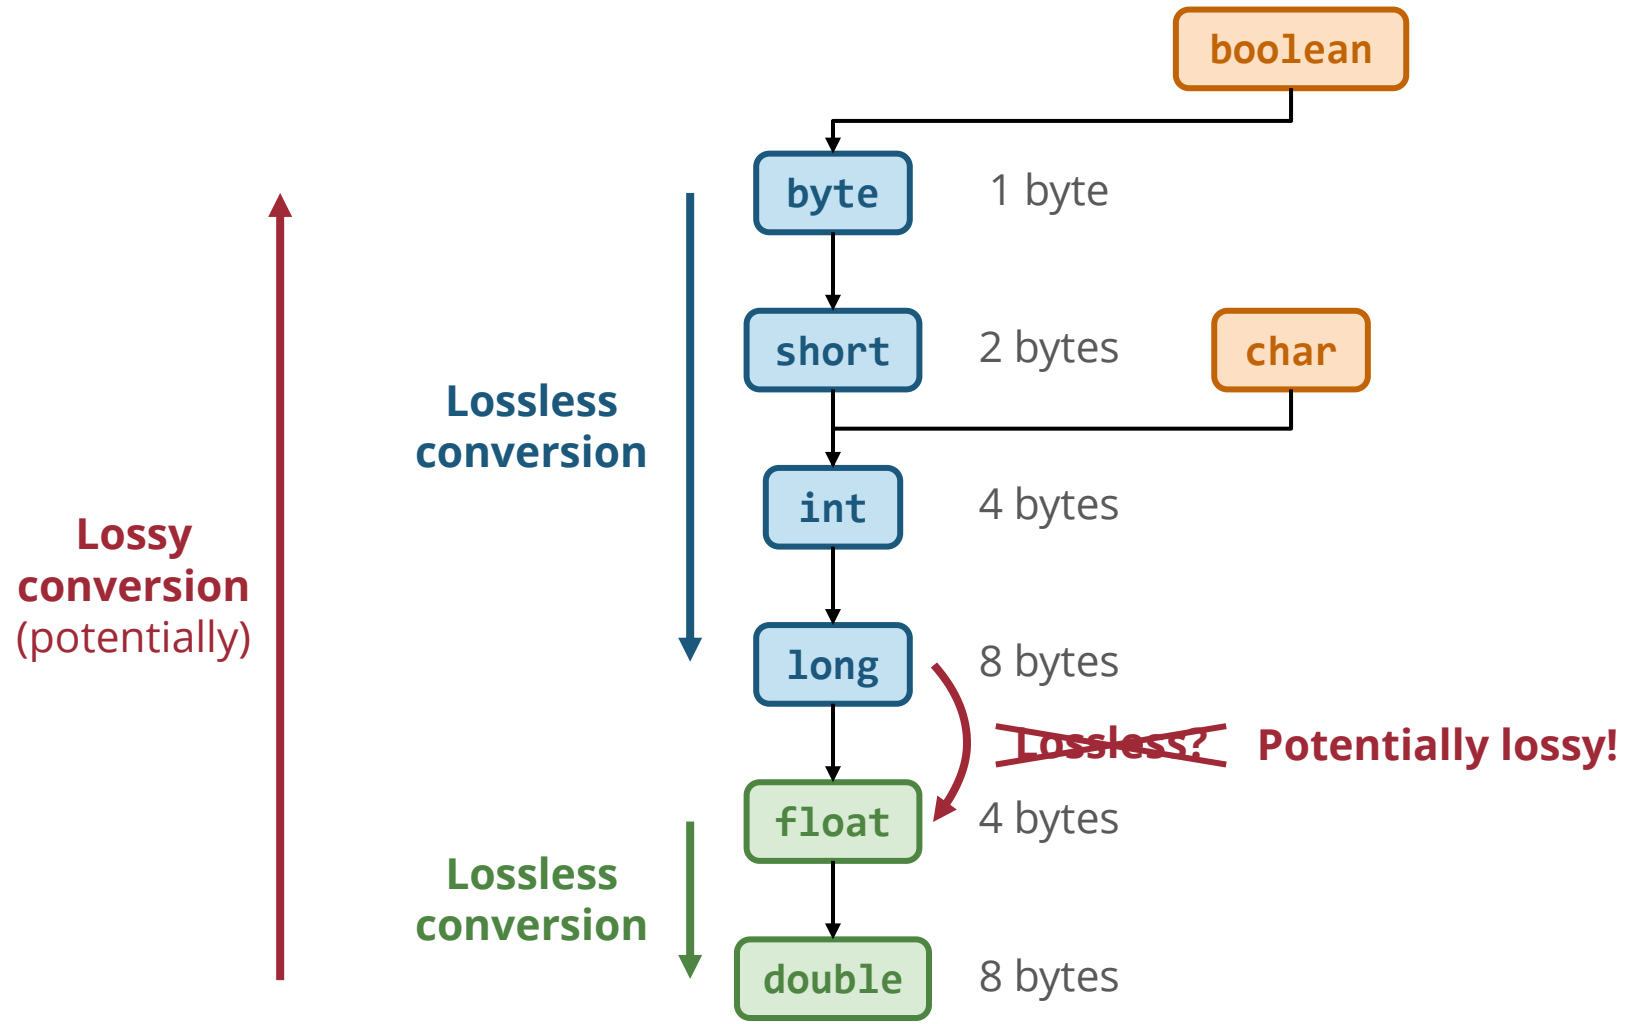 boolean
byte
1 byte
short
2 bytes
char
Lossless
conversion
int
4 bytes
Lossy
conversion
(potentially)
long
8 bytes
Lossless?
Potentially lossy!
float
4 bytes
Lossless
conversion
double
8 bytes